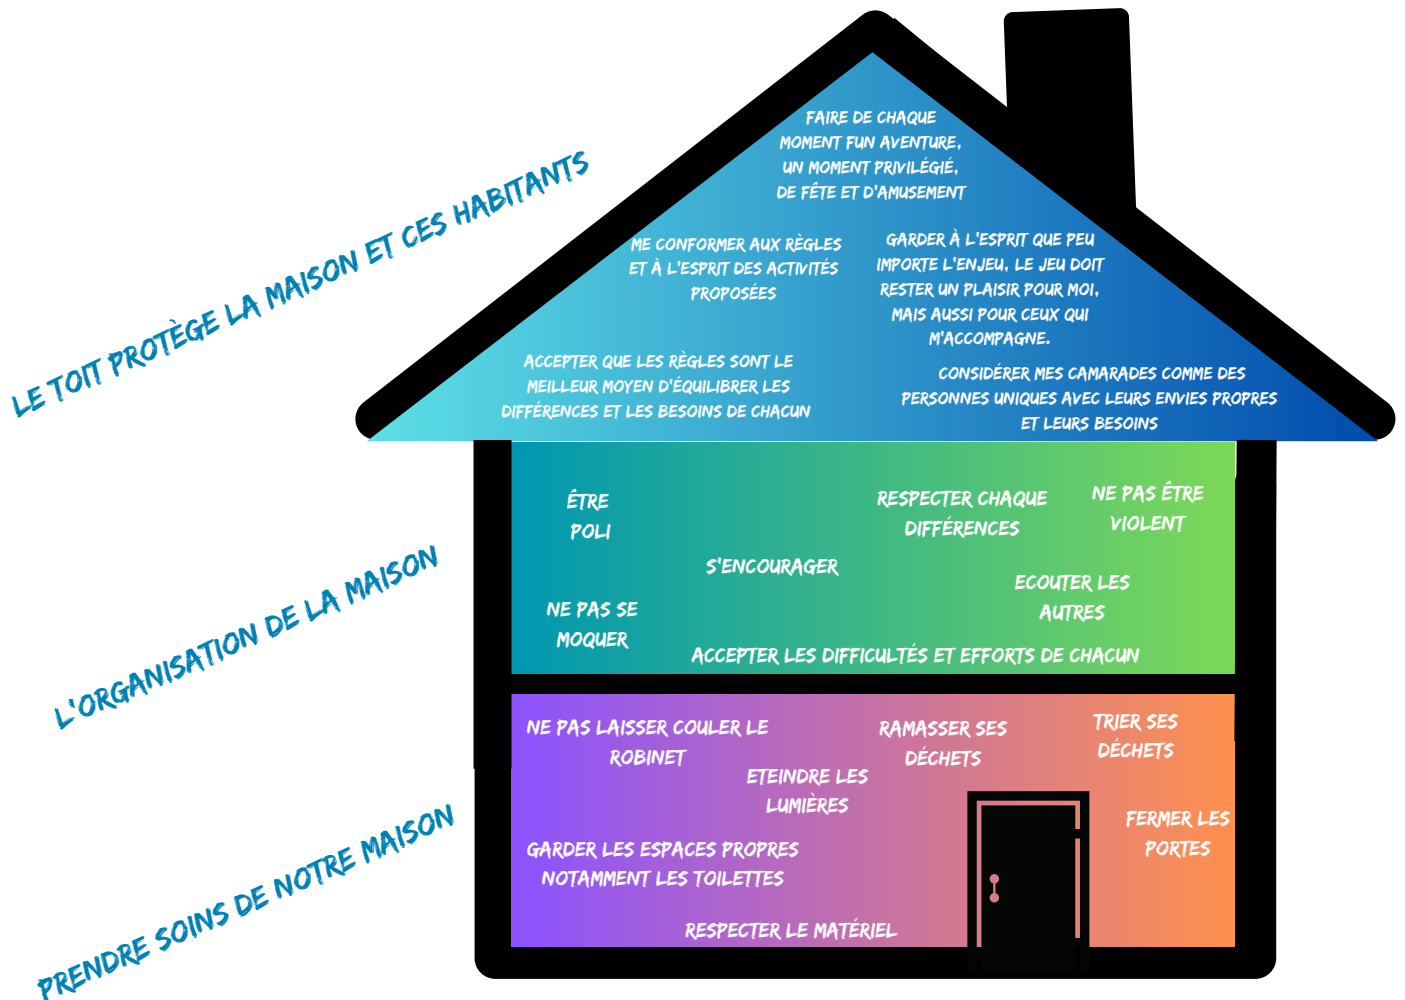 LE TOIT PROTÈGE LA MAISON ET CES HABITANTS
FAIRE DE CHAQUE
MOMENT FUN AVENTURE,
UN MOMENT PRIVILÉGIÉ,
DE FÊTE ET D'AMUSEMENT
ME CONFORMER AUX RÈGLES
ET À L'ESPRIT DES ACTIVITÉS
PROPOSÉES
GARDER À L'ESPRIT QUE PEU
IMPORTE L'ENJEU, LE JEU DOIT
RESTER UN PLAISIR POUR MOI,
MAIS AUSSI POUR CEUX QUI
M'ACCOMPAGNE.
ACCEPTER QUE LES RÈGLES SONT LE
MEILLEUR MOYEN D'ÉQUILIBRER LES
DIFFÉRENCES ET LES BESOINS DE CHACUN
CONSIDÉRER MES CAMARADES COMME DES
PERSONNES UNIQUES AVEC LEURS ENVIES PROPRES
ET LEURS BESOINS
L'ORGANISATION DE LA MAISON
ÊTRE
POLI
RESPECTER CHAQUE
DIFFÉRENCES
NE PAS ÊTRE
VIOLENT
S'ENCOURAGER
ECOUTER LES
AUTRES
NE PAS SE
MOQUER
ACCEPTER LES DIFFICULTÉS ET EFFORTS DE CHACUN
PRENDRE SOINS DE NOTRE MAISON
NE PAS LAISSER COULER LE
ROBINET
RAMASSER SES
DÉCHETS
TRIER SES
DÉCHETS
ETEINDRE LES
LUMIÈRES
FERMER LES
PORTES
GARDER LES ESPACES PROPRES
NOTAMMENT LES TOILETTES
RESPECTER LE MATÉRIEL